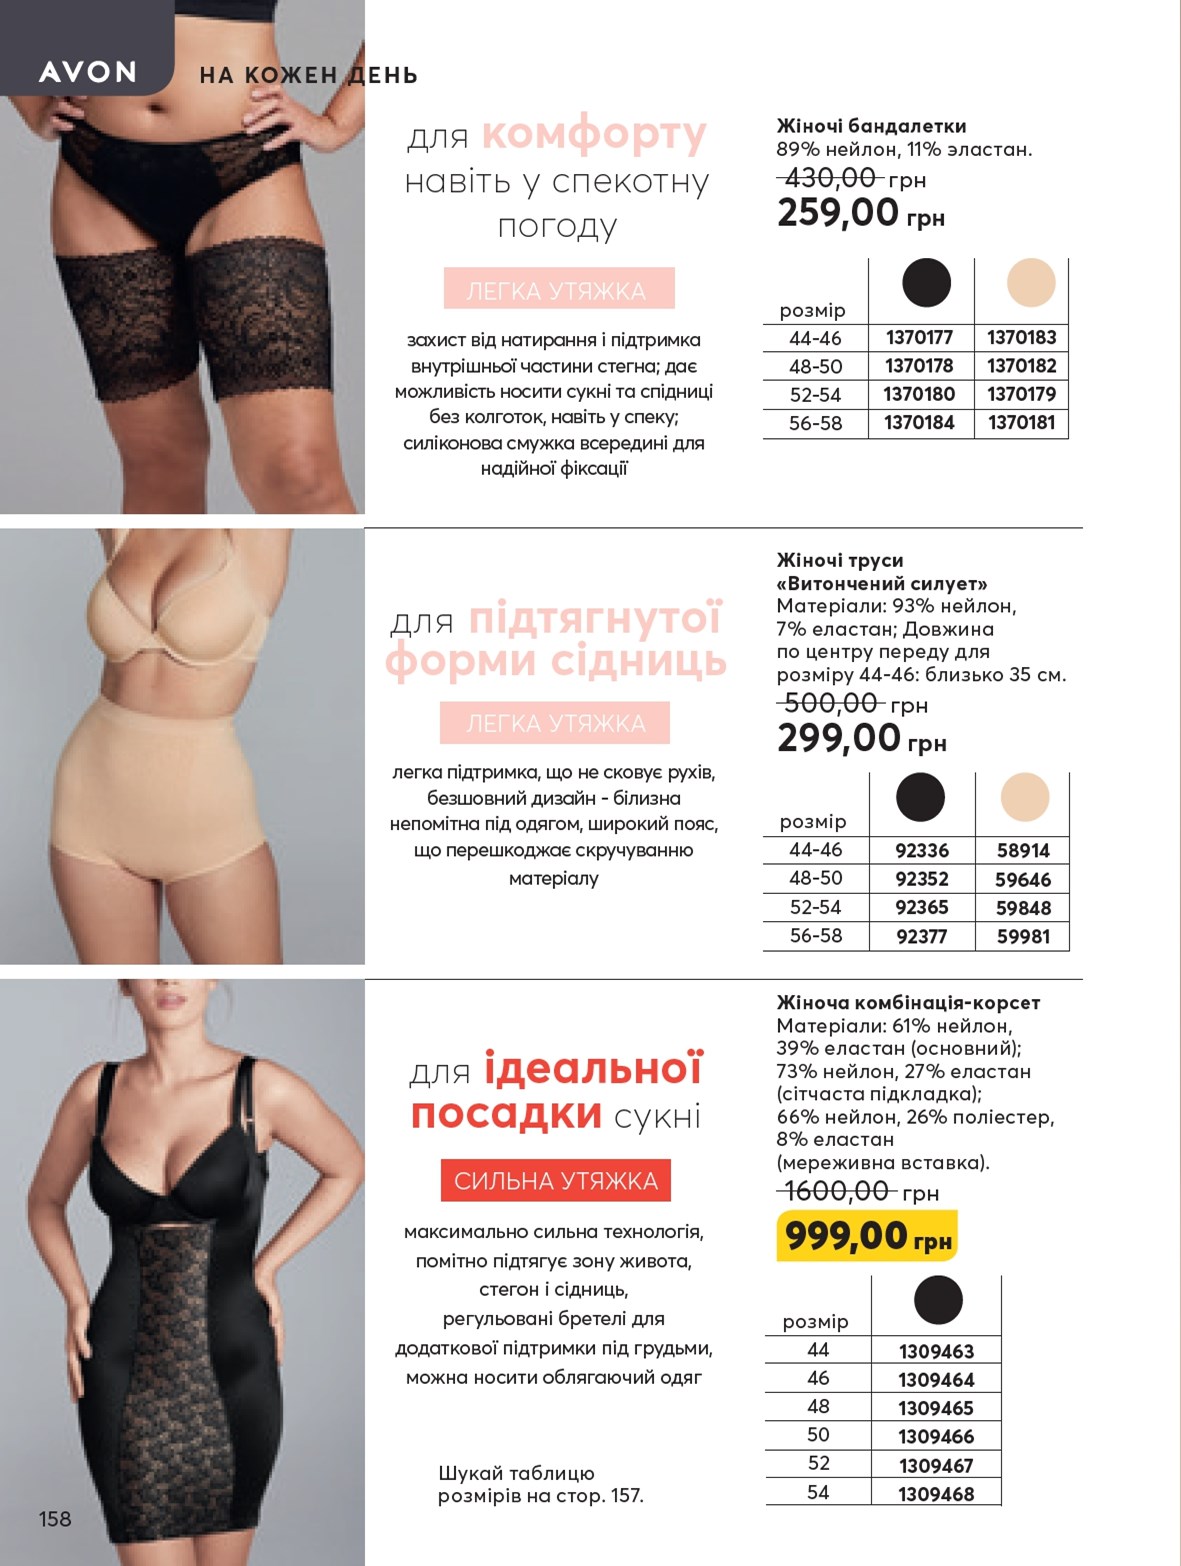 AVON
НА КОЖЕН ДЕНЬ
для комфорту
навіть у спекотну
погоду
ЛЕГКА УТЯЖКА
захист від натирання і підтримка
внутрішньої частини стегна; дає
можливість носити сукні та спідниці
без колготок, навіть у спеку;
силіконова смужка всередині для
надійної фіксації
Жіночі бандалетки
89% нейлон, 11% эластан.
430,00 грн
259,00 грн
розмір
44-46 1370177 1370183
48-50 1370178 1370182
52-54 1370180 1370179
56-58 1370184 1370181
для підтягнутої
форми сідниць
ЛЕГКА УТЯЖКА
легка підтримка, що не сковує рухів,
безшовний дизайн - білизна
непомітна під одягом, широкий пояс,
що перешкоджає скручуванню
матеріалу
Жіночі труси
«Витончений силует»
Матеріали: 93% нейлон,
7% еластан; Довжина
по центру переду для
розміру 44-46: близько 35 см.
500,00 грн
299,00 грн
розмір
44-46 92336 58914
48-50 92352 59646
52-54 92365 59848
56-58 92377 59981
для ідеальної
посадки сукні
СИЛЬНА УТЯЖКА
максимально сильна технологія,
помітно підтягує зону живота,
стегон і сідниць,
регульовані бретелі для
додаткової підтримки під грудьми,
можна носити облягаючий одяг
Шукай таблицю
розмірів на стор. 157.
Жіноча комбінація-корсет
Матеріали: 61% нейлон,
39% еластан (основний);
73% нейлон, 27% еластан
(сітчаста підкладка);
66% нейлон, 26% поліестер,
8% еластан
(мереживна вставка).
1600,00 грн
999,00 грн
розмір
44 1309463
46 1309464
48 1309465
50 1309466
52 1309467
54 1309468
158